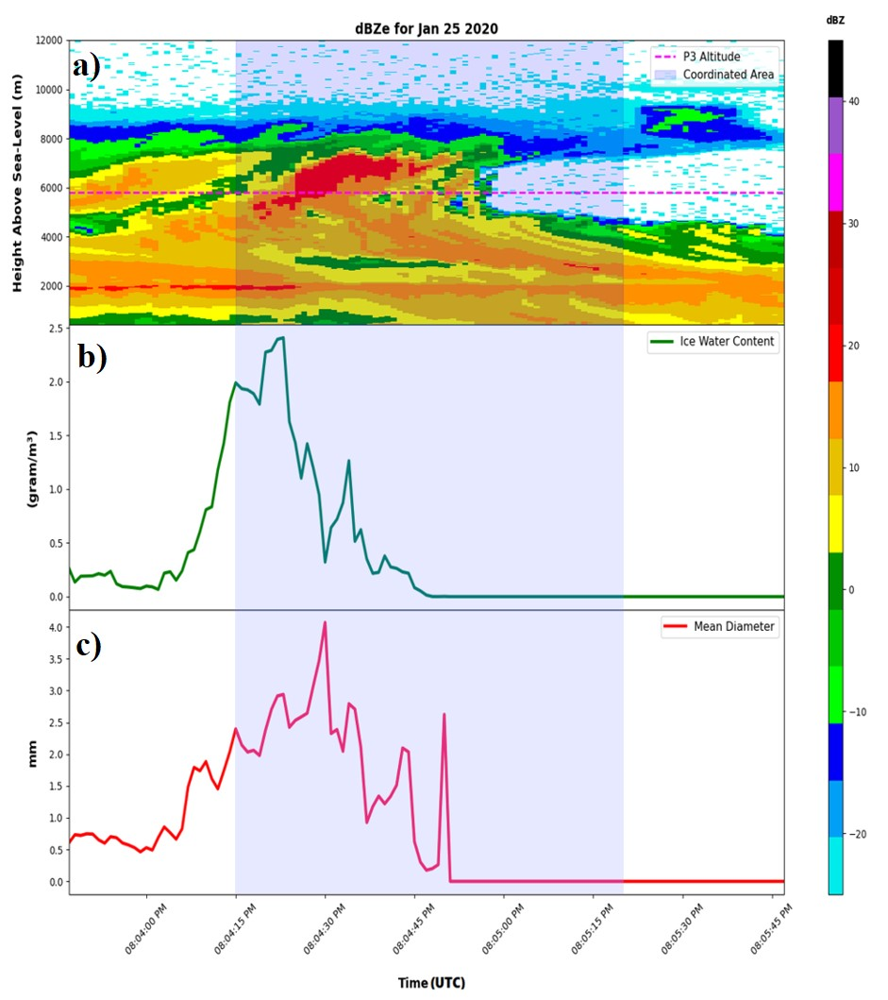 dBZe for Jan 25 2020
dBZ
a)
P3 Altitude
Coordinated Area
Height Above Sea-Level (m)
12000
10000
8000
6000
4000
2000
40
30
20
10
0
−10
−20
b)
Ice Water Content
(gram/m³)
2.5
2.0
1.5
1.0
0.5
0.0
c)
Mean Diameter
mm
4.0
3.5
3.0
2.5
2.0
1.5
1.0
0.5
0.0
08:04:00 PM
08:04:15 PM
08:04:30 PM
08:04:45 PM
08:05:00 PM
08:05:15 PM
08:05:30 PM
08:05:45 PM
Time (UTC)